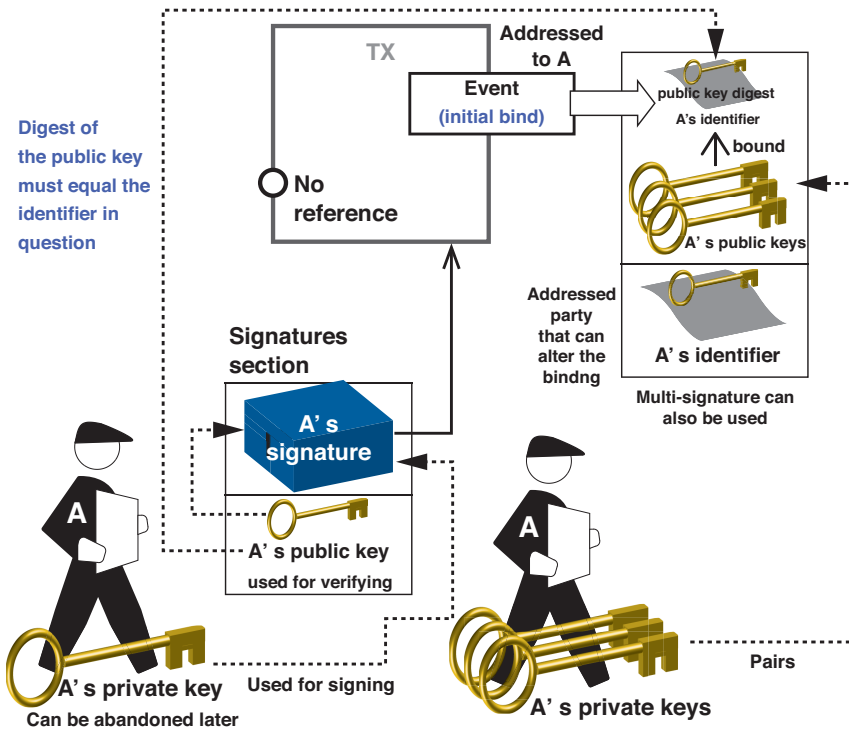 TX
Addressed
to A
Event
(initial bind)
public key digest
A's identifier
bound
A's public keys
Digest of
the public key
must equal the
identifier in
question
No
reference
Addressed
party
that can
alter the
bindng
A's identifier
Multi-signature can
also be used
Signatures
section
A's
signature
A's public key
used for verifying
A
A
A's private key
Can be abandoned later
Used for signing
A's private keys
Pairs